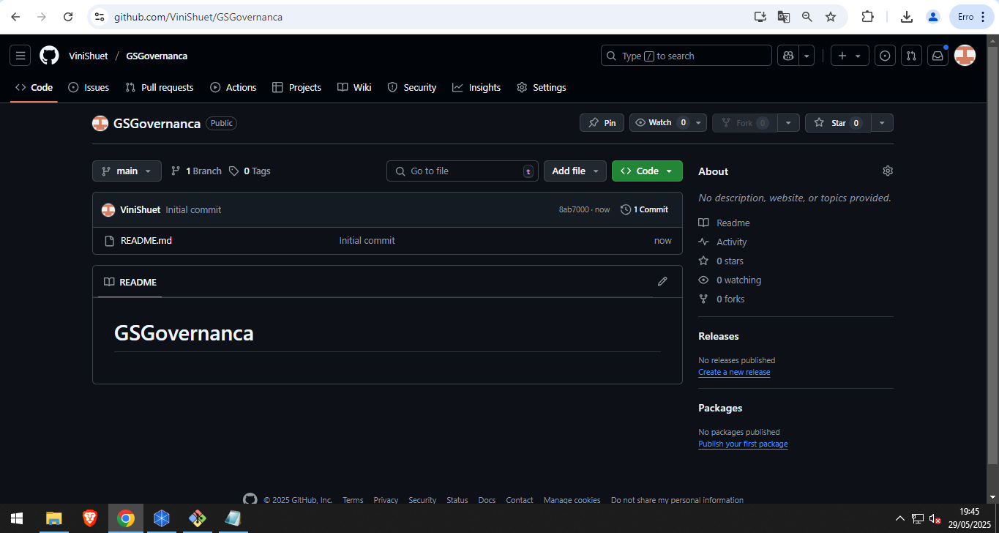 github.com/ViniShuet/GSGovernanca
Erro
ViniShuet / GSGovernanca
Type / to search
Code Issues Pull requests Actions Projects Wiki Security Insights Settings
GSGovernanca Public
Pin Watch 0 Fork 0 Star 0
main 1 Branch 0 Tags
Go to file t
Add file
Code
ViniShuet Initial commit
8ab7000 · now
1 Commit
README.md Initial commit now
README
GSGovernanca
About
No description, website, or topics provided.
Readme
Activity
0 stars
0 watching
0 forks
Releases
No releases published
Create a new release
Packages
No packages published
Publish your first package
© 2025 GitHub, Inc. Terms Privacy Security Status Docs Contact Manage cookies Do not share my personal information
19:45
29/05/2025